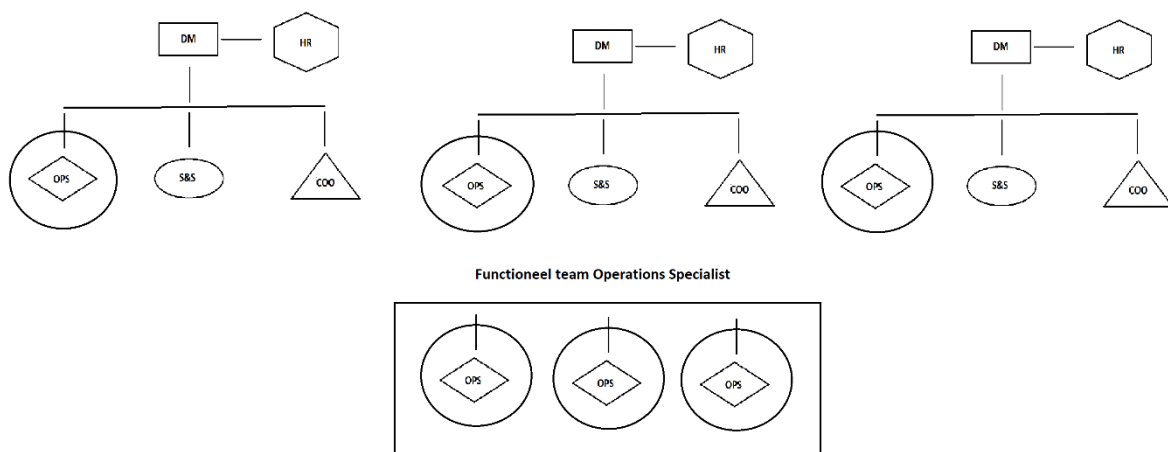 DM
HR
DM
HR
DM
HR
OPS
S&S
COO
OPS
S&S
COO
OPS
S&S
COO
Functioneel team Operations Specialist
OPS
OPS
OPS